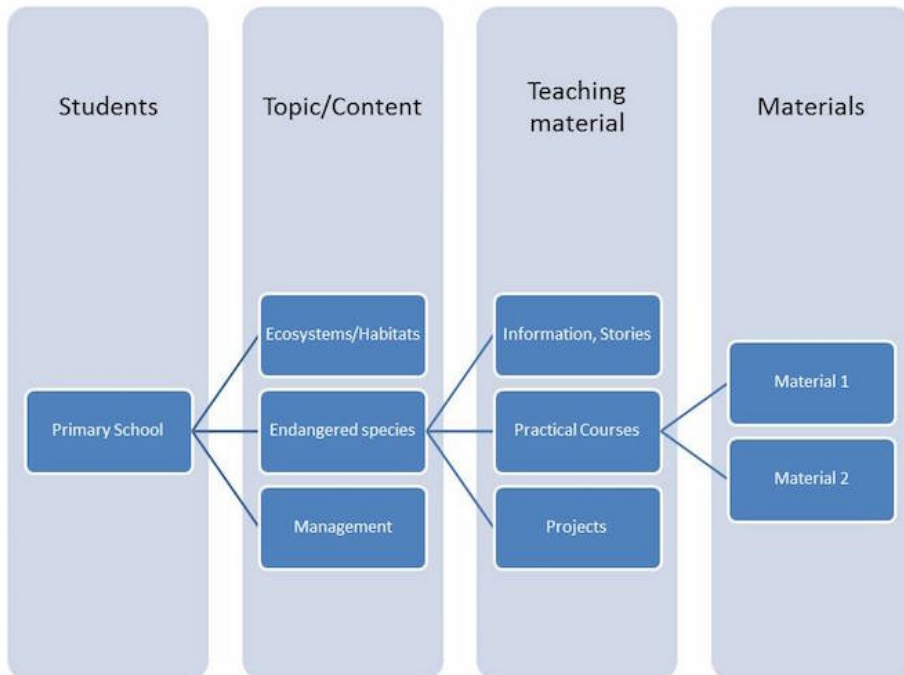 Students
Topic/Content
Teaching
material
Materials
Primary School
Ecosystems/Habitats
Endangered species
Management
Information, Stories
Practical Courses
Projects
Material 1
Material 2